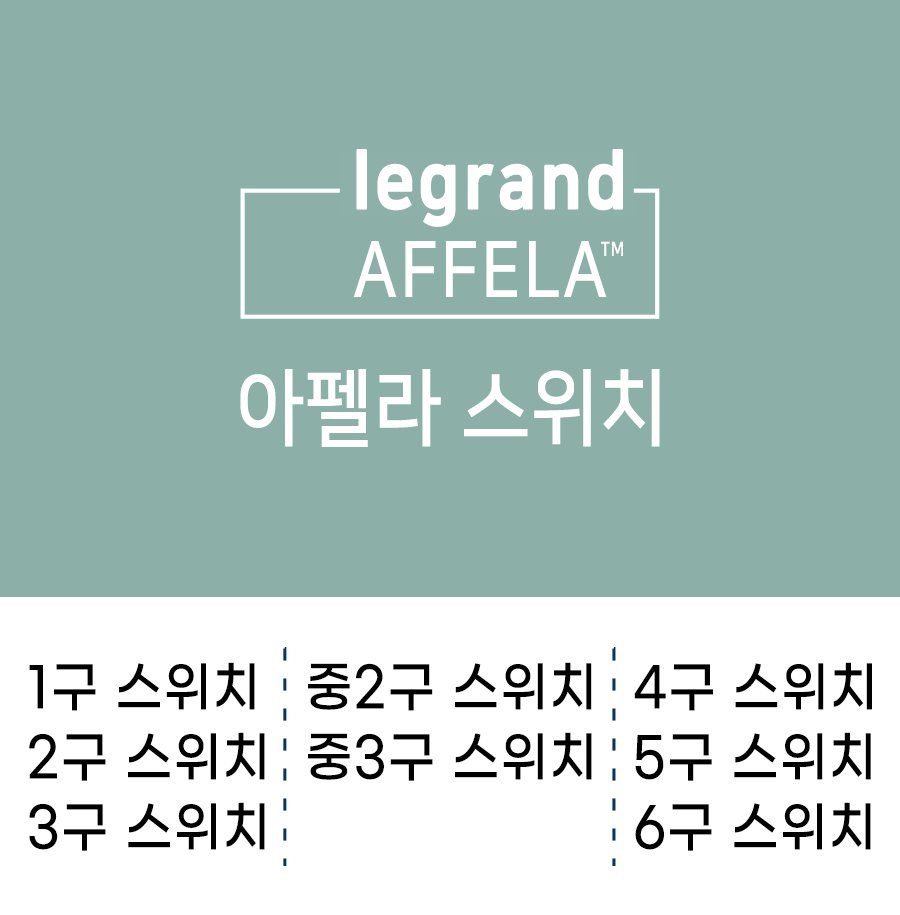 legrand
AFFELA™
아펠라 스위치
1구 스위치
2구 스위치
3구 스위치
중2구 스위치
중3구 스위치
4구 스위치
5구 스위치
6구 스위치